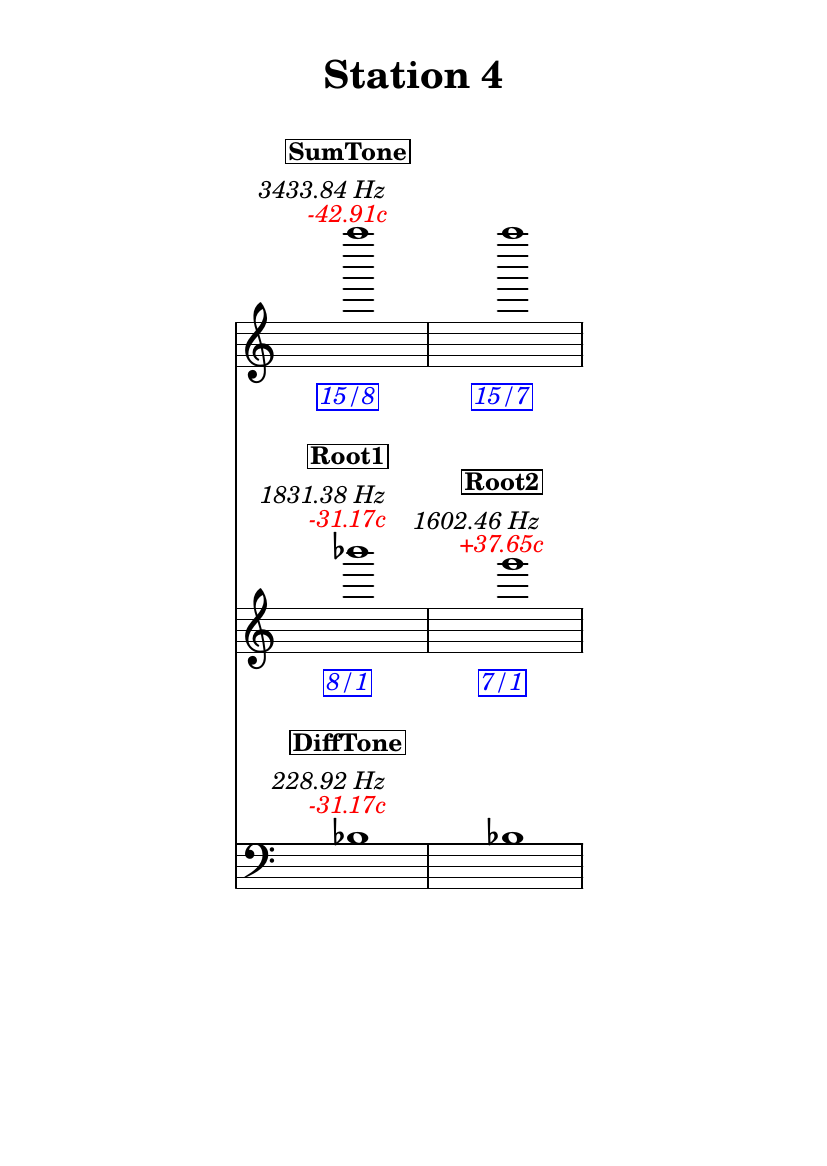 Station 4
SumTone
3433.84 Hz
-42.91c
15/8
15/7
Root1
1831.38 Hz
-31.17c
Root2
1602.46 Hz
+37.65c
8/1
7/1
DiffTone
228.92 Hz
-31.17c